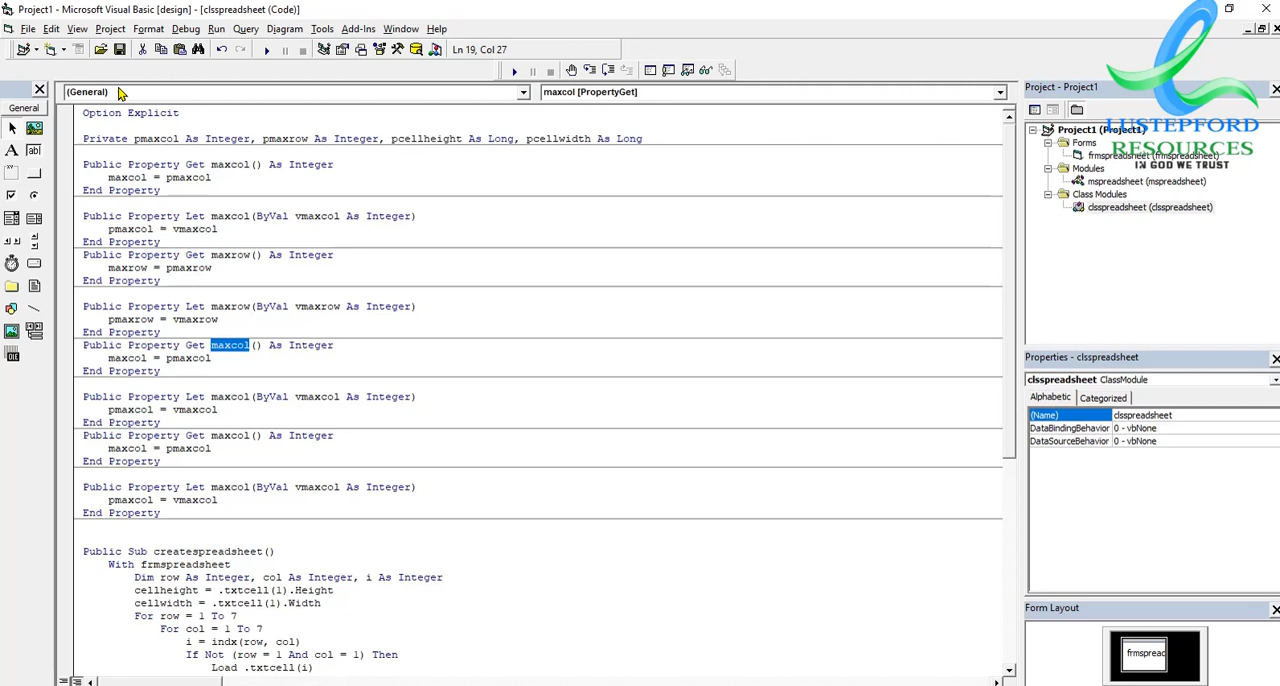 Project1 - Microsoft Visual Basic [design] - [clsspreadsheet (Code)]
File Edit View Project Format Debug Run Query Diagram Tools Add-Ins Window Help
Ln 19, Col 27
General
(General)
maxcol [PropertyGet]
Option Explicit
Private pmaxcol As Integer, pmaxrow As Integer, pcellheight As Long, pcellwidth As Long
Public Property Get maxcol() As Integer
maxcol = pmaxcol
End Property
Public Property Let maxcol(ByVal vmaxcol As Integer)
pmaxcol = vmaxcol
End Property
Public Property Get maxrow() As Integer
maxrow = pmaxrow
End Property
Public Property Let maxrow(ByVal vmaxrow As Integer)
pmaxrow = vmaxrow
End Property
Public Property Get maxcol() As Integer
maxcol = pmaxcol
End Property
Public Property Let maxcol(ByVal vmaxcol As Integer)
pmaxcol = vmaxcol
End Property
Public Property Get maxcol() As Integer
maxcol = pmaxcol
End Property
Public Property Let maxcol(ByVal vmaxcol As Integer)
pmaxcol = vmaxcol
End Property
Public Sub createspreadsheet()
With frmspreadsheet
Dim row As Integer, col As Integer, i As Integer
cellheight = .txtcell(1).Height
cellwidth = .txtcell(1).Width
For row = 1 To 7
For col = 1 To 7
i = indx(row, col)
If Not (row = 1 And col = 1) Then
Load .txtcell(i)
Project - Project1
Project1 (Project1)
Forms
frmspreadsheet (frmspreadsheet)
Modules
mspreadsheet (mspreadsheet)
Class Modules
clsspreadsheet (clsspreadsheet)
LUSTEPFORD
RESOURCES
IN GOD WE TRUST
Properties - clsspreadsheet
clsspreadsheet ClassModule
Alphabetic Categorized
(Name) clsspreadsheet
DataBindingBehavior 0 - vbNone
DataSourceBehavior 0 - vbNone
Form Layout
frmspread